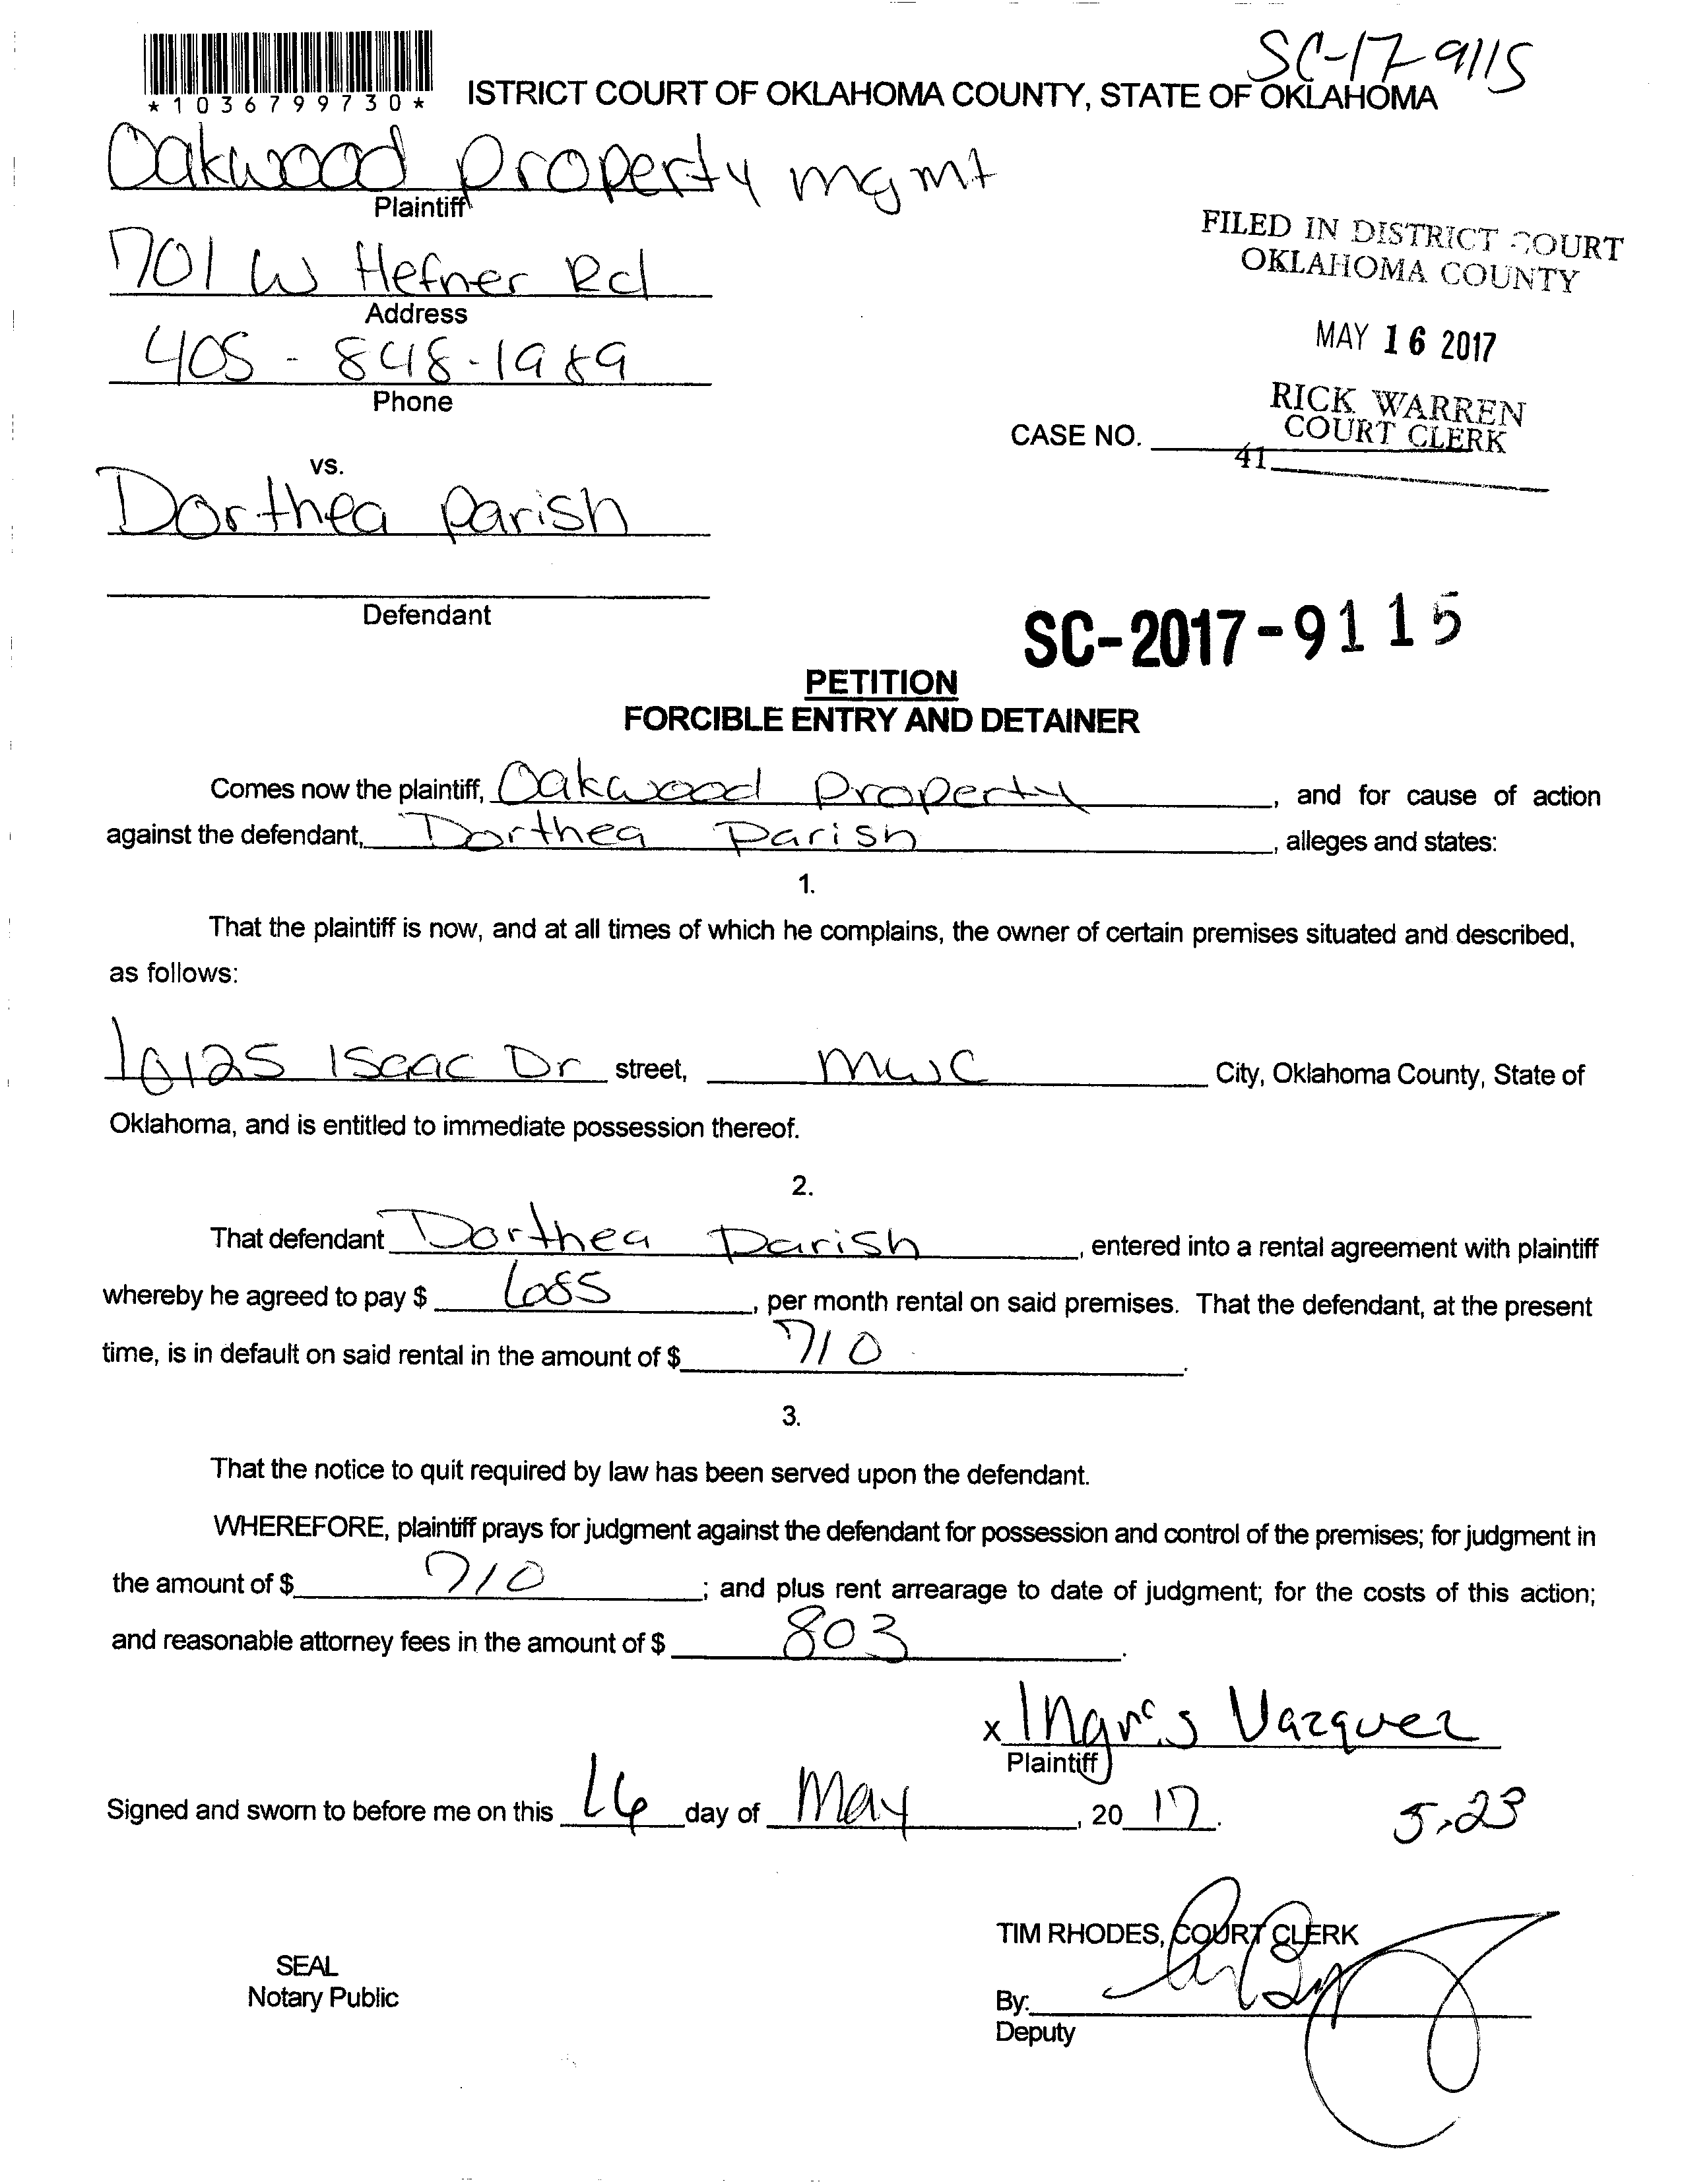 SC-17-9115
*1036799730*
ISTRICT COURT OF OKLAHOMA COUNTY, STATE OF OKLAHOMA
Oakwood Property mgmt
Plaintiff
701 W Hefner Rd
Address
405-848-1989
Phone
FILED IN DISTRICT COURT
OKLAHOMA COUNTY
MAY 16 2017
RICK WARREN
COURT CLERK
CASE NO.
41
vs.
Dorthea Parish
Defendant
SC-2017-9115
PETITION
FORCIBLE ENTRY AND DETAINER
Comes now the plaintiff, Oakwood Property, and for cause of action
against the defendant, Dorthea Parish, alleges and states:
1.
That the plaintiff is now, and at all times of which he complains, the owner of certain premises situated and described,
as follows:
10125 Isaac Dr street, MWC City, Oklahoma County, State of
Oklahoma, and is entitled to immediate possession thereof.
2.
That defendant Dorthea Parish, entered into a rental agreement with plaintiff
whereby he agreed to pay $ 685, per month rental on said premises. That the defendant, at the present
time, is in default on said rental in the amount of $ 710.
3.
That the notice to quit required by law has been served upon the defendant.
WHEREFORE, plaintiff prays for judgment against the defendant for possession and control of the premises; for judgment in
the amount of $ 710; and plus rent arrearage to date of judgment; for the costs of this action;
and reasonable attorney fees in the amount of $ 803.
x Vazquez
Plaintiff
Signed and sworn to before me on this 16 day of May, 2017.
5.23
TIM RHODES, COURT CLERK
SEAL
Notary Public
By:
Deputy